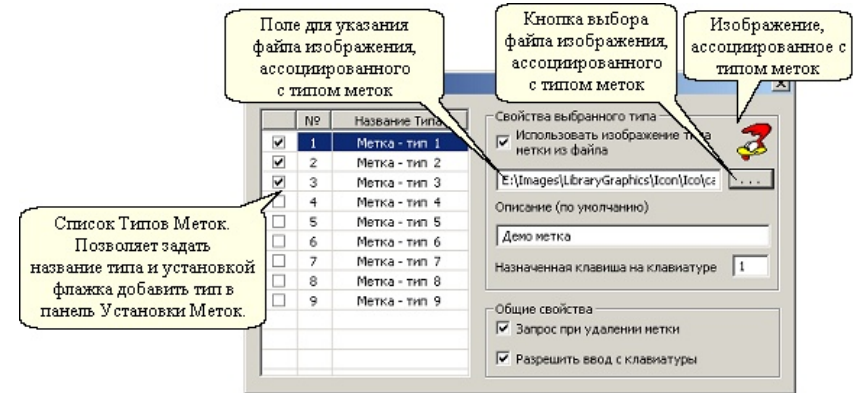 Поле для указания
файла изображения,
ассоциированного
с типом меток
Кнопка выбора
файла изображения,
ассоциированного
с типом меток
Изображение,
ассоциированное с
типом меток
№ Название Типа
1 Метка - тип 1
2 Метка - тип 2
3 Метка - тип 3
4 Метка - тип 4
5 Метка - тип 5
6 Метка - тип 6
7 Метка - тип 7
8 Метка - тип 8
9 Метка - тип 9
Список Типов Меток.
Позволяет задать
название типа и установкой
флажка добавить тип в
панель Установки Меток.
Свойства выбранного типа
Использовать изображение типа
метки из файла
E:\Images\LibraryGraphics\Icon\Ico\ca
...
Описание (по умолчанию)
Демо метка
Назначенная клавиша на клавиатуре 1
Общие свойства
Запрос при удалении метки
Разрешить ввод с клавиатуры